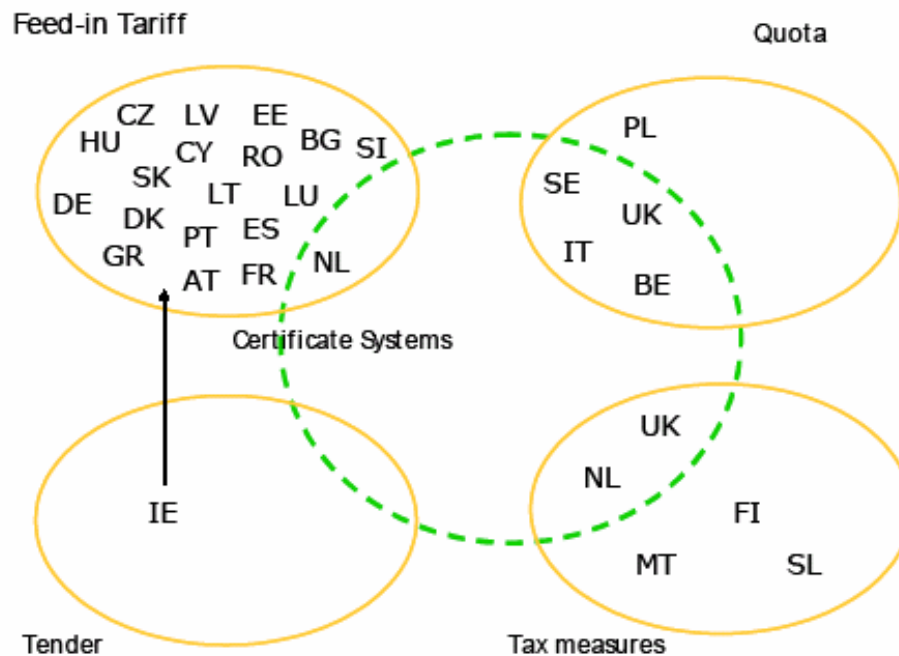 Feed-in Tariff
Quota
CZ LV EE
HU CY RO BG SI
SK LT LU
DE DK PT ES
GR AT FR NL
PL
SE UK
IT BE
Certificate Systems
IE
UK
NL FI
MT SL
Tender
Tax measures